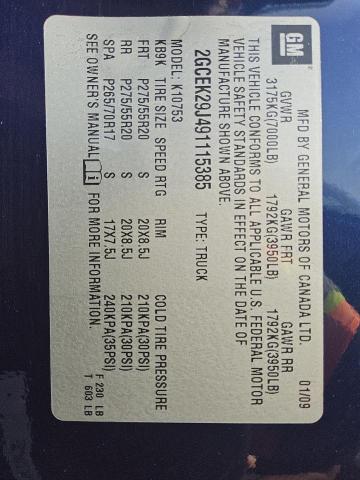 GM
MFD BY GENERAL MOTORS OF CANADA LTD. 01/09
GVWR GAWR FRT GAWR RR
3175KG(7000LB) 1792KG(3950LB) 1792KG(3950LB)
THIS VEHICLE CONFORMS TO ALL APPLICABLE U.S. FEDERAL MOTOR
VEHICLE SAFETY STANDARDS IN EFFECT ON THE DATE OF
MANUFACTURE SHOWN ABOVE.
2GCEK29J491115385 TYPE: TRUCK
MODEL: K10753
KB9K TIRE SIZE SPEED RTG RIM COLD TIRE PRESSURE
FRT P275/55R20 S 20X8.5J 210KPA(30PSI)
RR P275/55R20 S 20X8.5J 210KPA(30PSI)
SPA P265/70R17 S 17X7.5J 240KPA(35PSI)
SEE OWNER'S MANUAL i FOR MORE INFORMATION
F 230 LB
T 603 LB